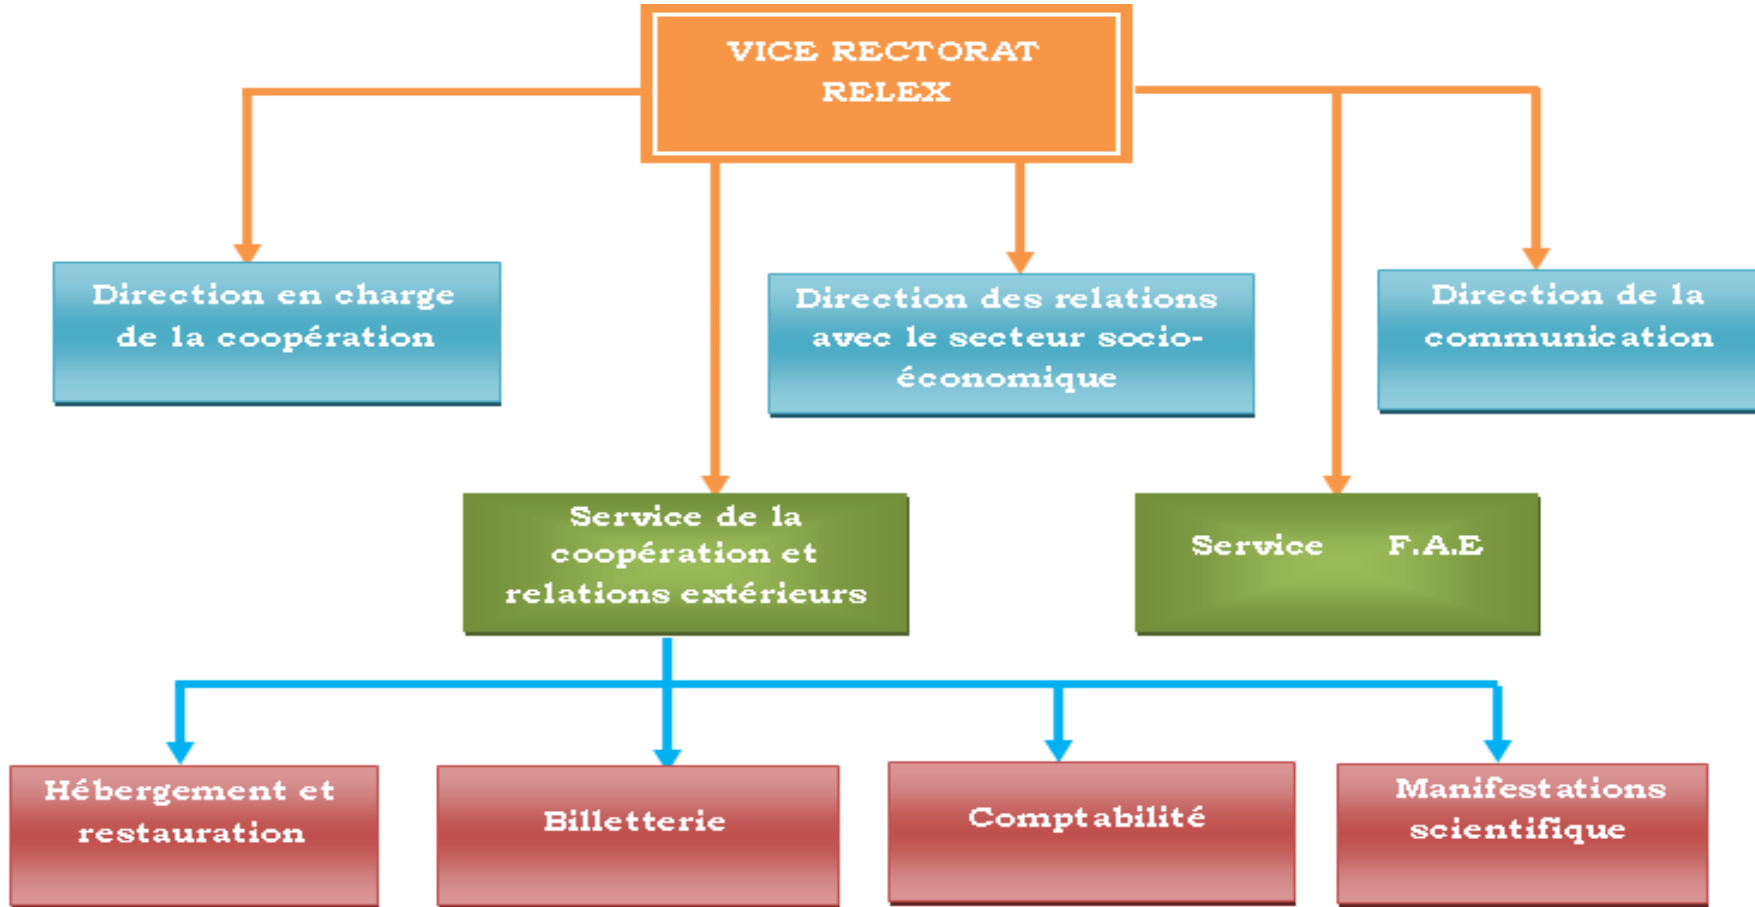 VICE RECTORAT
RELEX
Direction en charge
de la coopération
Direction des relations
avec le secteur socio-
économique
Direction de la
communication
Service de la
coopération et
relations extérieurs
Service F.A.E
Hébergement et
restauration
Billetterie
Comptabilité
Manifestations
scientifique